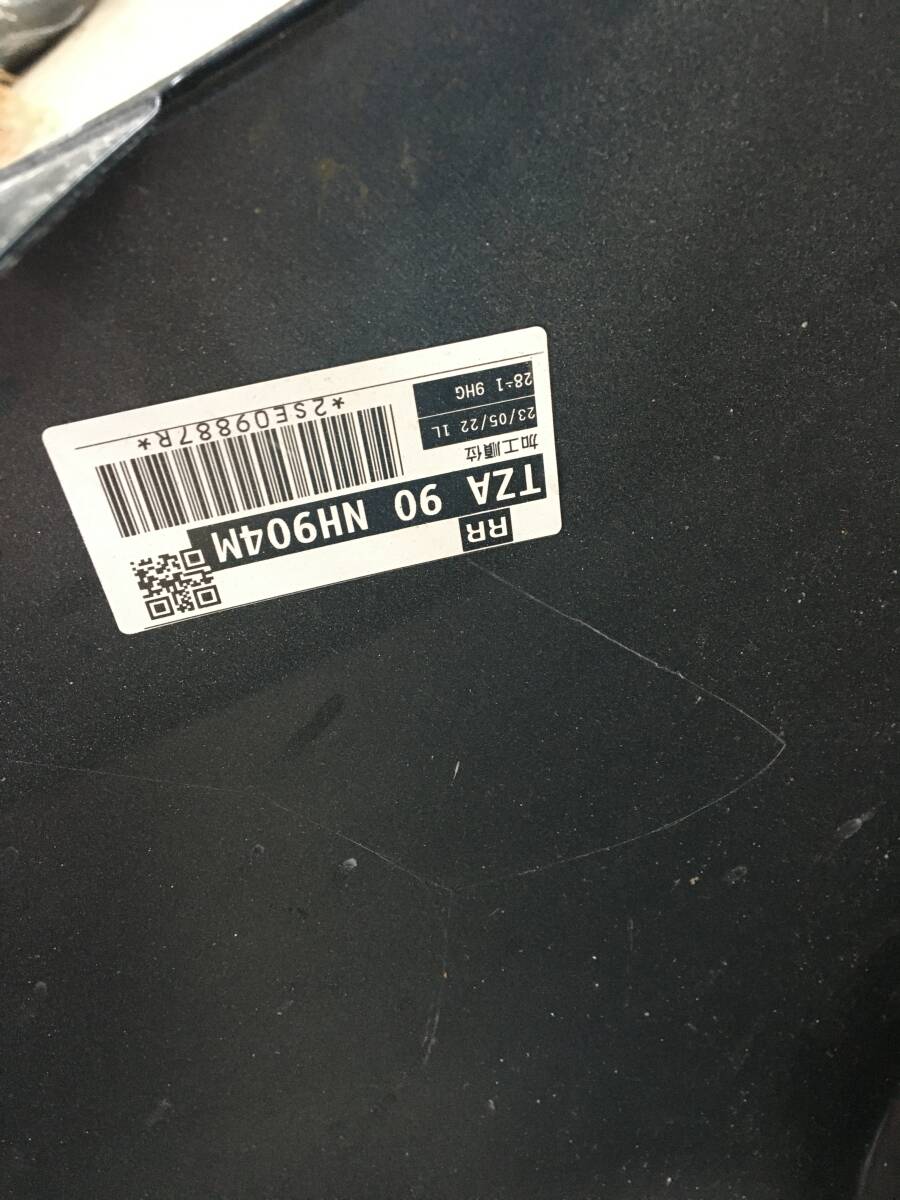 RR
TZA 90 NH904M
加工順位
23/05/22 1L
28÷1 9HG
*2SE09887R*